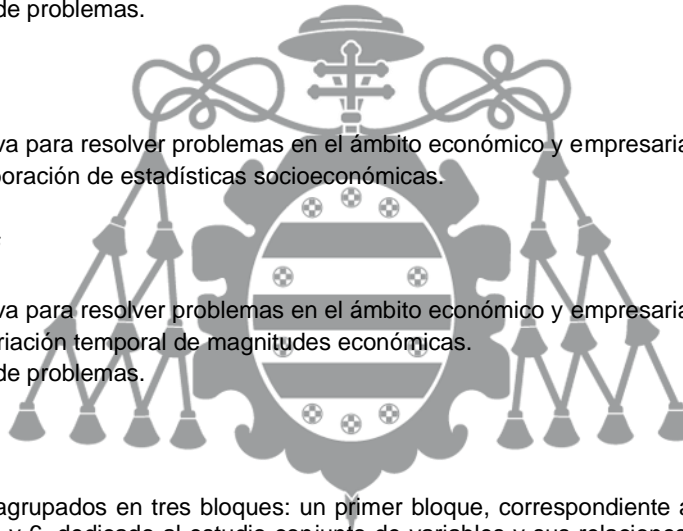 de problemas.
va para resolver problemas en el ámbito económico y empresaria
boración de estadísticas socioeconómicas.
va para resolver problemas en el ámbito económico y empresaria
riación temporal de magnitudes económicas.
de problemas.
agrupados en tres bloques: un primer bloque, correspondiente a
y 6, dedicado al estudio conjunto de variables y sus relaciones